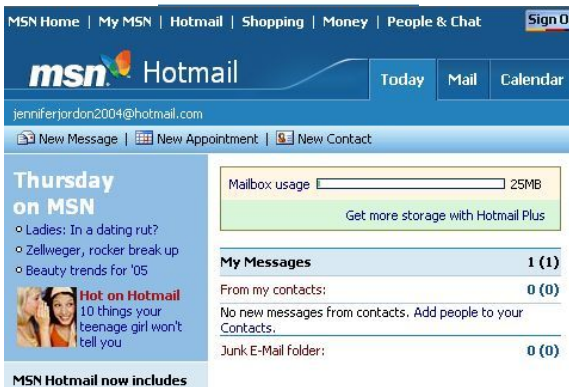 MSN Home | My MSN | Hotmail | Shopping | Money | People & Chat
Sign O
msn Hotmail
Today Mail Calendar
jenniferjordon2004@hotmail.com
New Message | New Appointment | New Contact
Thursday
on MSN
Ladies: In a dating rut?
Zellweger, rocker break up
Beauty trends for '05
Hot on Hotmail
10 things your
teenage girl won't
tell you
MSN Hotmail now includes
Mailbox usage 25MB
Get more storage with Hotmail Plus
My Messages 1 (1)
From my contacts: 0 (0)
No new messages from contacts. Add people to your
Contacts.
Junk E-Mail folder: 0 (0)